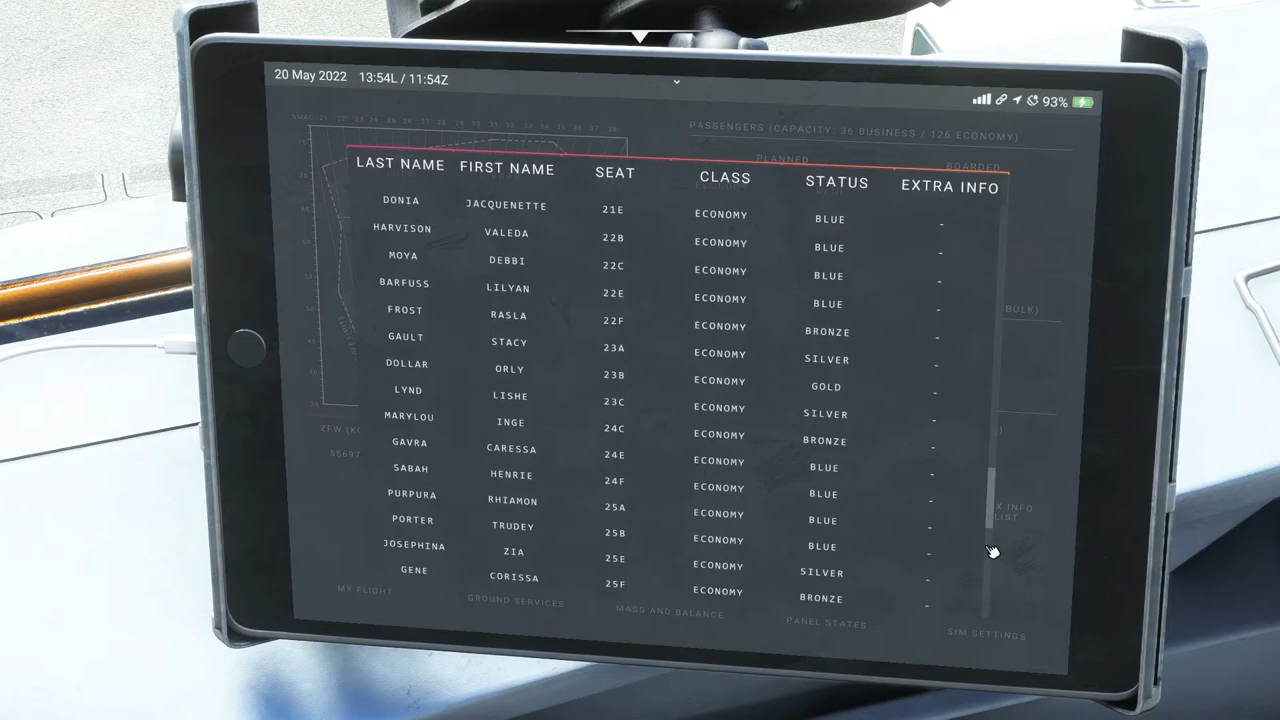 20 May 2022 13:54L / 11:54Z
93%
PASSENGERS (CAPACITY: 36 BUSINESS / 126 ECONOMY)
PLANNED BOARDED
LAST NAME FIRST NAME SEAT CLASS STATUS EXTRA INFO
DONIA JACQUENETTE 21E ECONOMY BLUE -
HARVISON VALEDA 22B ECONOMY BLUE -
MOYA DEBBI 22C ECONOMY BLUE -
BARFUSS LILYAN 22E ECONOMY BLUE -
FROST RASLA 22F ECONOMY BRONZE -
GAULT STACY 23A ECONOMY SILVER -
DOLLAR ORLY 23B ECONOMY GOLD -
LYND LISHE 23C ECONOMY SILVER -
MARYLOU INGE 24C ECONOMY BRONZE -
GAVRA CARESSA 24E ECONOMY BLUE -
SABAH HENRIE 24F ECONOMY BLUE -
PURPURA RHIAMON 25A ECONOMY BLUE -
PORTER TRUDEY 25B ECONOMY BLUE -
JOSEPHINA ZIA 25E ECONOMY SILVER -
GENE CORISSA 25F ECONOMY BRONZE -
BULK)
ZFW
55697
X INFO
LIST
MY FLIGHT GROUND SERVICES MASS AND BALANCE PANEL STATES SIM SETTINGS